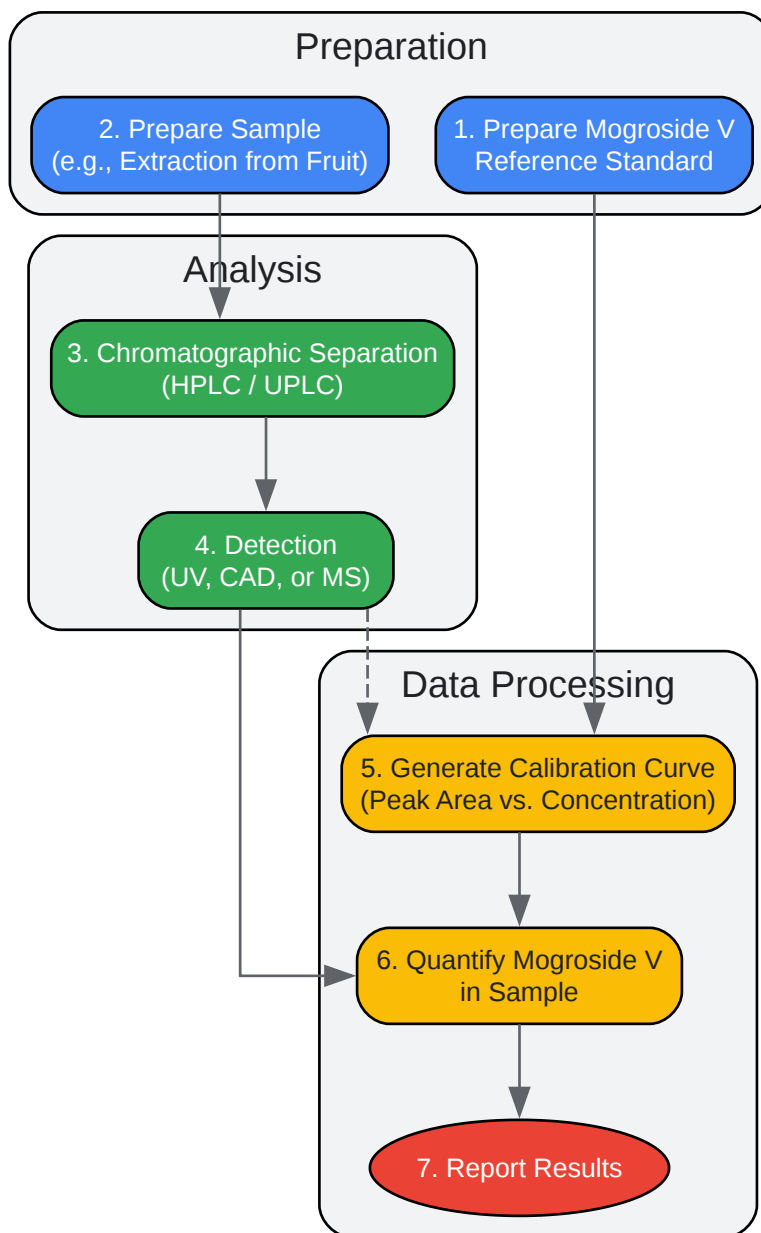 Preparation
2. Prepare Sample
(e.g., Extraction from Fruit)
1. Prepare Mogroside V
Reference Standard
Analysis
3. Chromatographic Separation
(HPLC / UPLC)
4. Detection
(UV, CAD, or MS)
Data Processing
5. Generate Calibration Curve
(Peak Area vs. Concentration)
6. Quantify Mogroside V
in Sample
7. Report Results